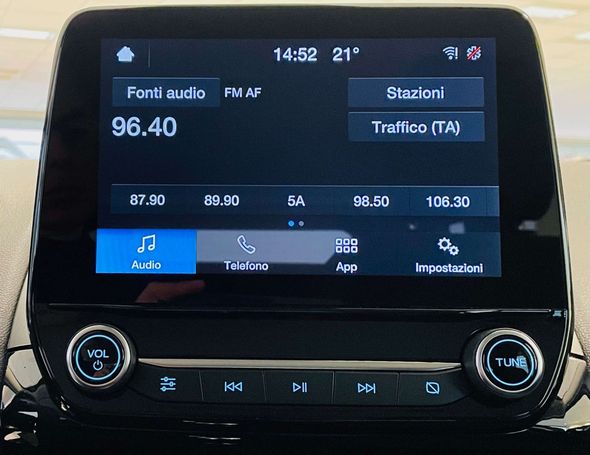 14:52 21°
Fonti audio FM AF Stazioni
96.40 Traffico (TA)
87.90 89.90 5A 98.50 106.30
Audio Telefono App Impostazioni
VOL TUNE